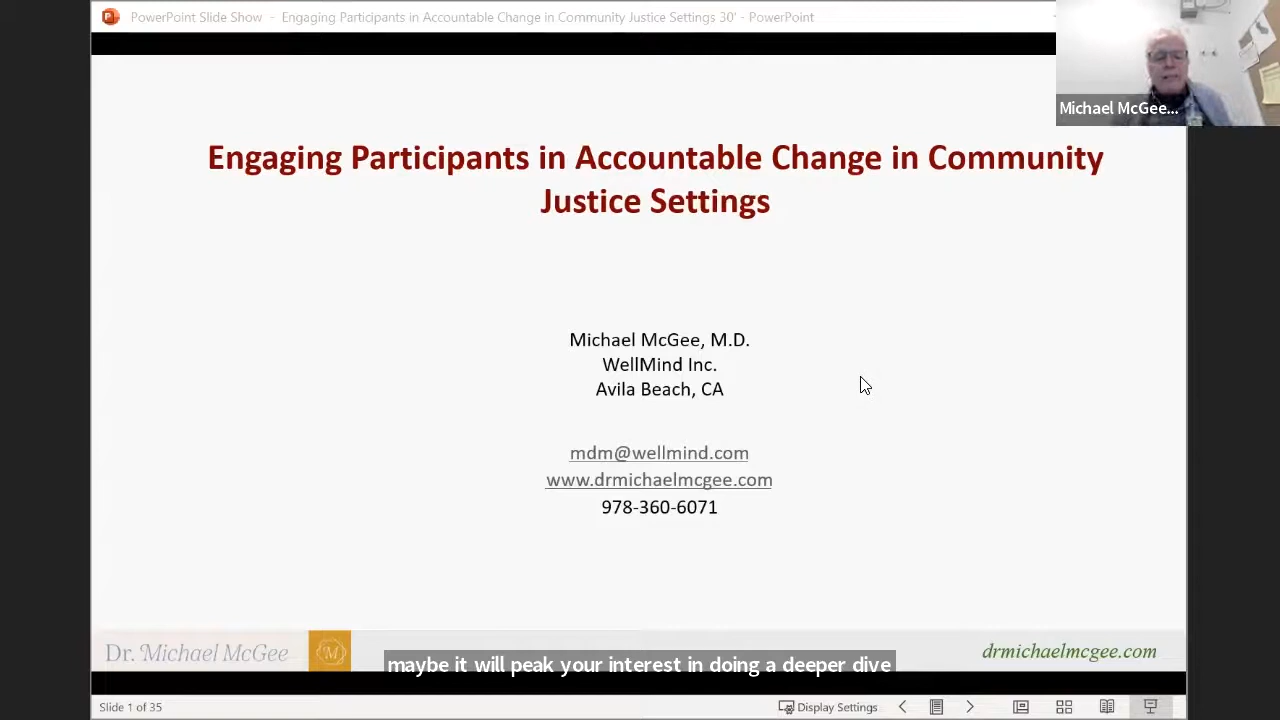 PowerPoint Slide Show - Engaging Participants in Accountable Change in Community Justice Settings 30' - PowerPoint
Michael McGee...
Engaging Participants in Accountable Change in Community
Justice Settings
Michael McGee, M.D.
WellMind Inc.
Avila Beach, CA
mdm@wellmind.com
www.drmichaelmcgee.com
978-360-6071
Dr. Michael McGee
M
drmichaelmcgee.com
maybe it will peak your interest in doing a deeper dive
Slide 1 of 35
Display Settings